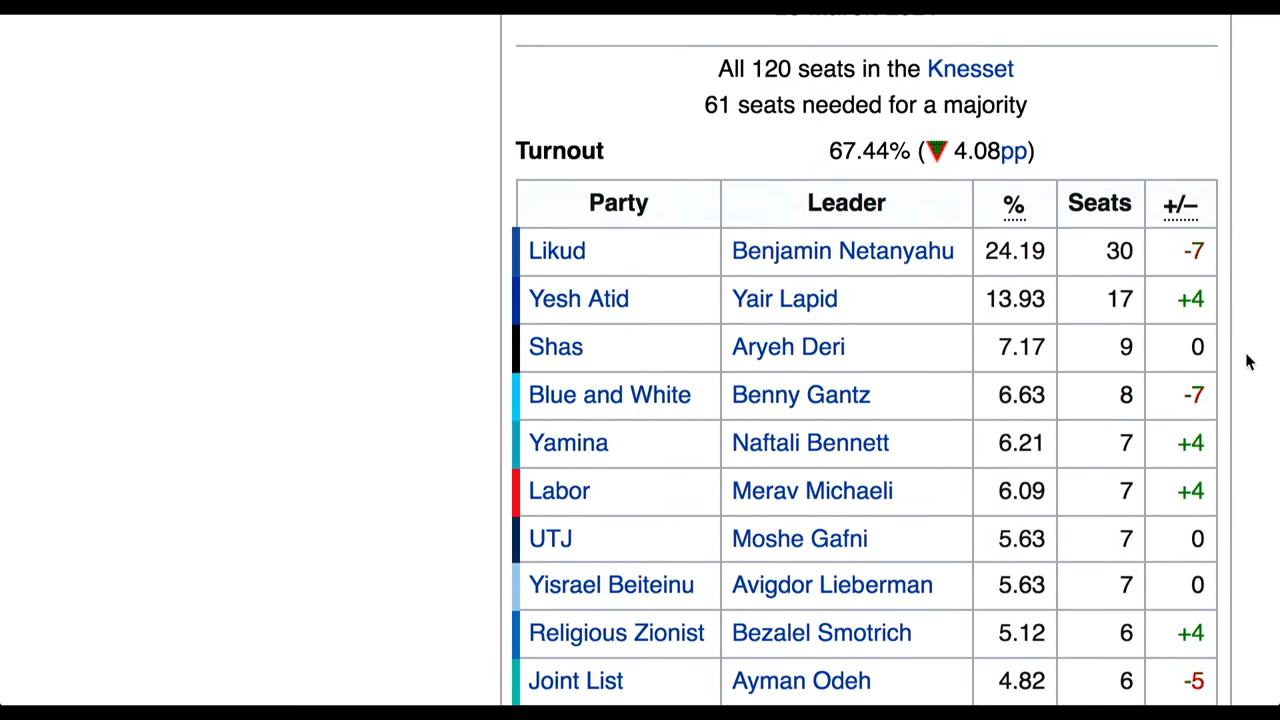 All 120 seats in the Knesset
61 seats needed for a majority
Turnout 67.44% (▼ 4.08pp)
Party Leader % Seats +/–
Likud Benjamin Netanyahu 24.19 30 -7
Yesh Atid Yair Lapid 13.93 17 +4
Shas Aryeh Deri 7.17 9 0
Blue and White Benny Gantz 6.63 8 -7
Yamina Naftali Bennett 6.21 7 +4
Labor Merav Michaeli 6.09 7 +4
UTJ Moshe Gafni 5.63 7 0
Yisrael Beiteinu Avigdor Lieberman 5.63 7 0
Religious Zionist Bezalel Smotrich 5.12 6 +4
Joint List Ayman Odeh 4.82 6 -5